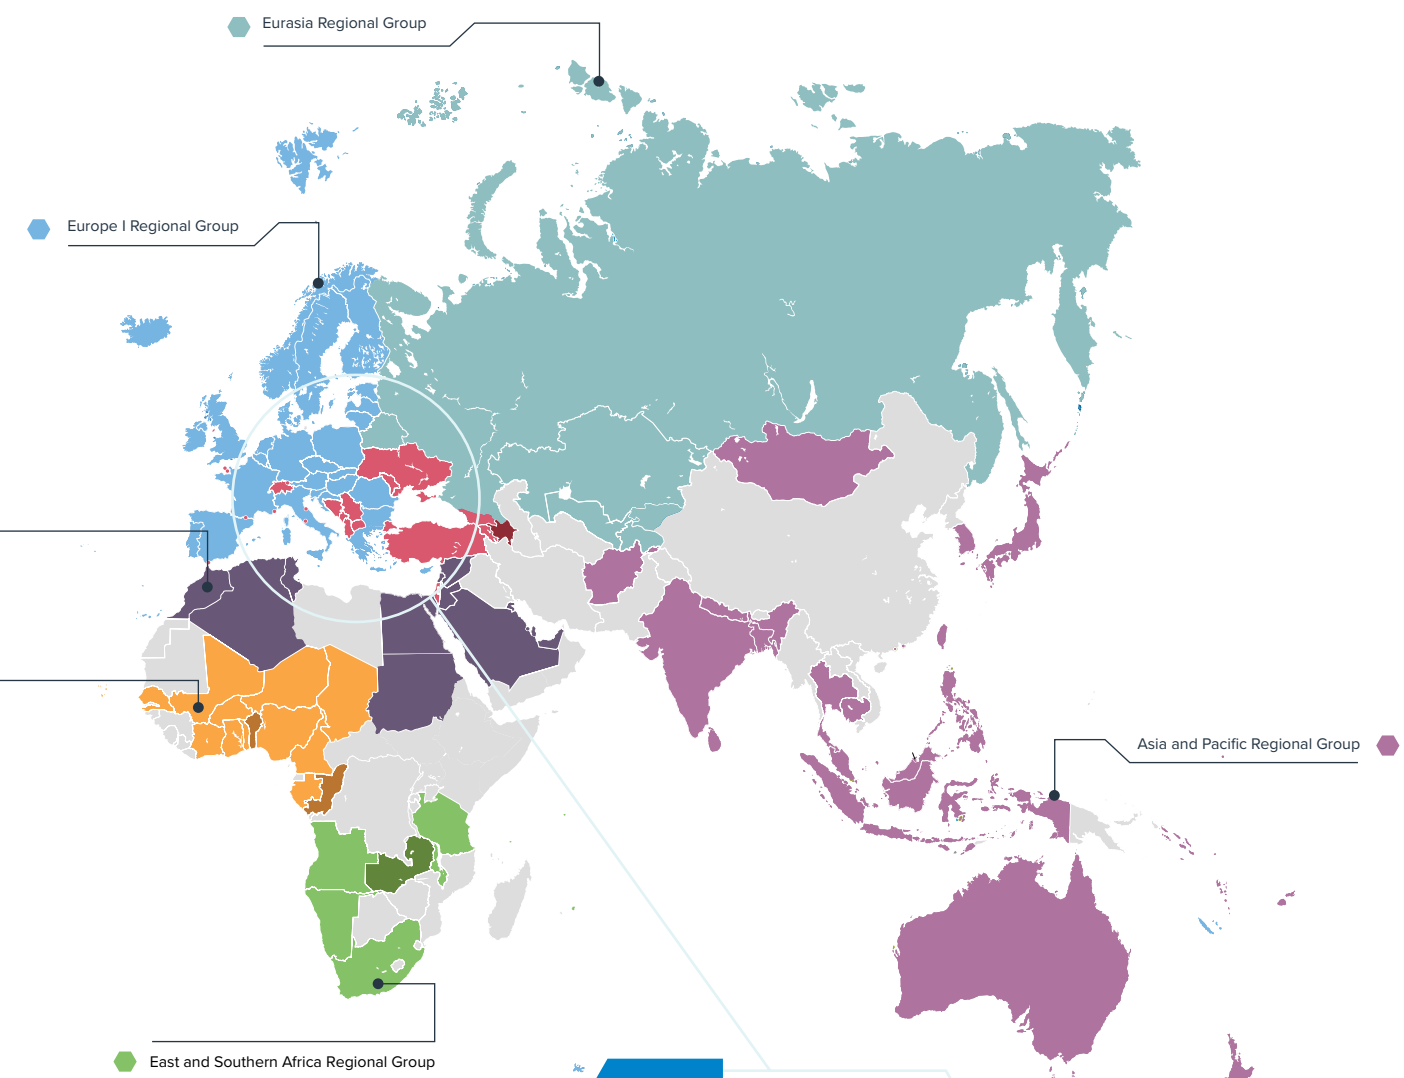 Eurasia Regional Group
Europe I Regional Group
Asia and Pacific Regional Group
East and Southern Africa Regional Group